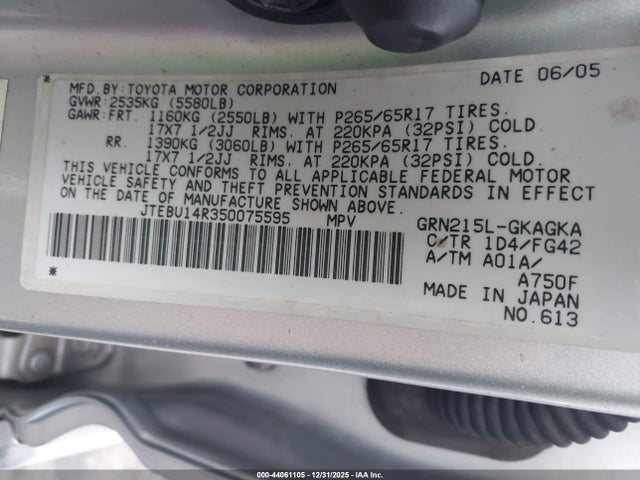 MFD.BY:TOYOTA MOTOR CORPORATION DATE 06/05
GVWR:2535KG (5580LB)
GAWR:FRT. 1160KG (2550LB) WITH P265/65R17 TIRES.
17X7 1/2JJ RIMS. AT 220KPA (32PSI) COLD.
RR. 1390KG (3060LB) WITH P265/65R17 TIRES.
17X7 1/2JJ RIMS. AT 220KPA (32PSI) COLD.
THIS VEHICLE CONFORMS TO ALL APPLICABLE FEDERAL MOTOR
VEHICLE SAFETY AND THEFT PREVENTION STANDARDS IN EFFECT
ON THE DATE OF MANUFACTURE SHOWN ABOVE.
JTEBU14R350075595 MPV GRN215L-GKAGKA
C/TR 1D4/FG42
A/TM A01A/
A750F
MADE IN JAPAN
NO.613
000-44061105 - 12/31/2025 - IAA Inc.